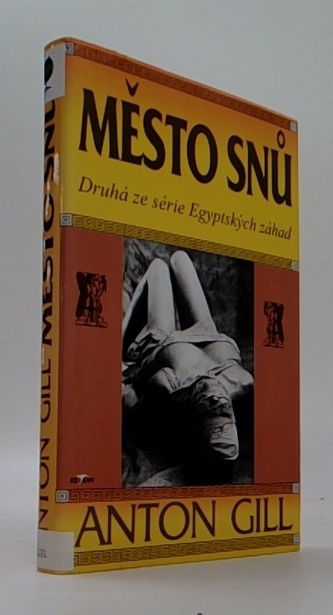 MĚSTO SNŮ
Druhá ze série Egyptských záhad
ANTON GILL
ANTON GILL MĚSTO SNŮ